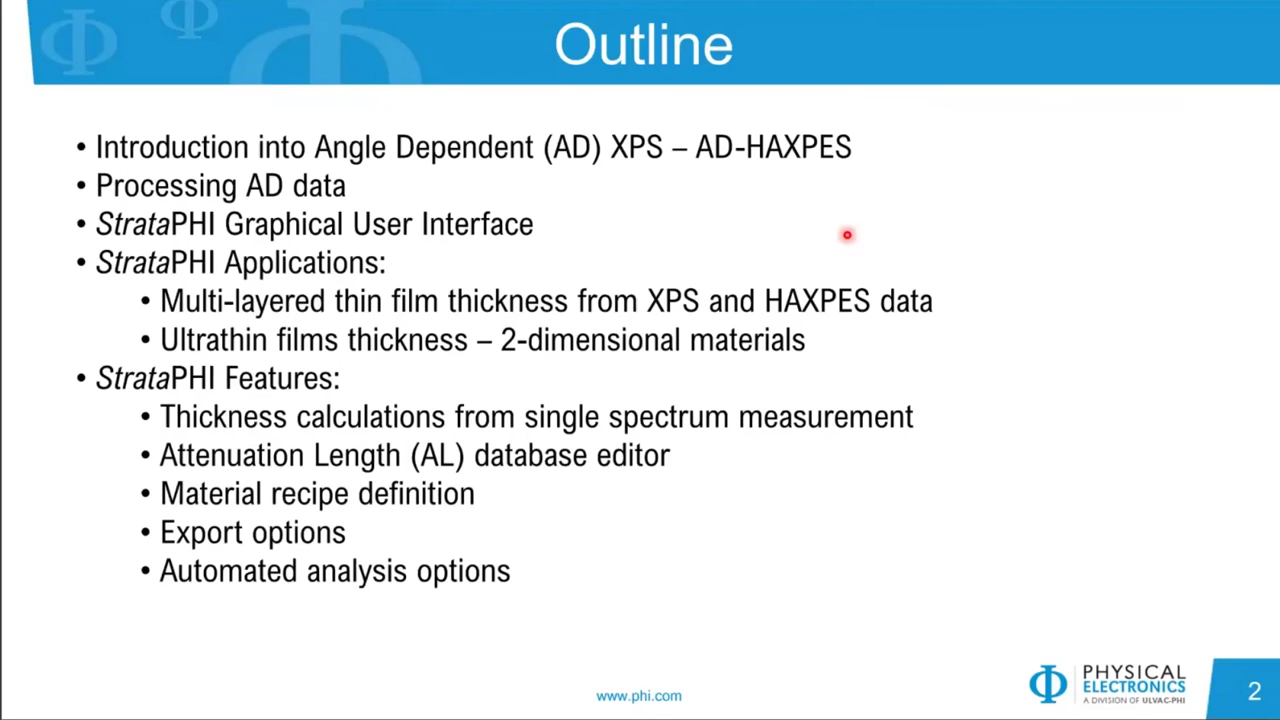 Outline
• Introduction into Angle Dependent (AD) XPS – AD-HAXPES
• Processing AD data
• StrataPHI Graphical User Interface
• StrataPHI Applications:
• Multi-layered thin film thickness from XPS and HAXPES data
• Ultrathin films thickness – 2-dimensional materials
• StrataPHI Features:
• Thickness calculations from single spectrum measurement
• Attenuation Length (AL) database editor
• Material recipe definition
• Export options
• Automated analysis options
www.phi.com
PHYSICAL
ELECTRONICS
A DIVISION OF ULVAC-PHI
2